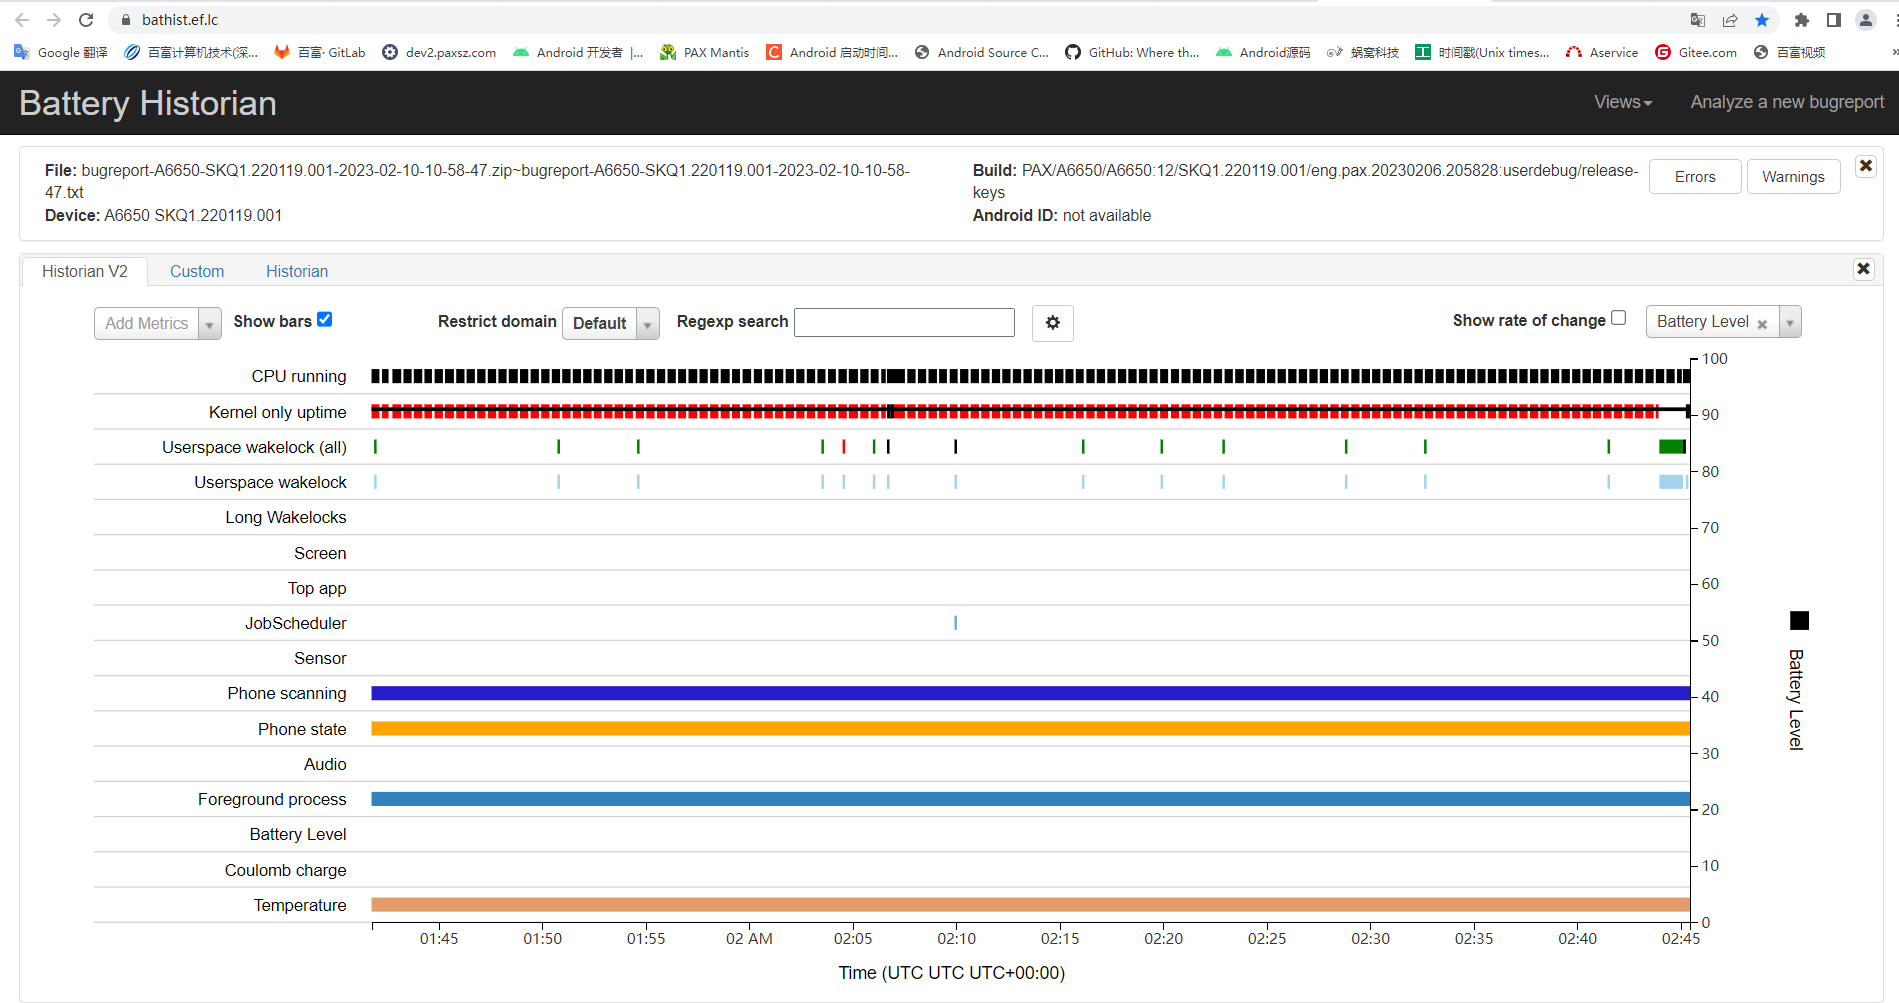 bathist.ef.lc
Google 翻译 百富计算机技术(深... 百富· GitLab dev2.paxsz.com Android 开发者 |... PAX Mantis Android 启动时间... Android Source C... GitHub: Where th... Android源码 蜗窝科技 时间戳(Unix times... Aservice Gitee.com 百富视频 »
Battery Historian Views Analyze a new bugreport
File: bugreport-A6650-SKQ1.220119.001-2023-02-10-10-58-47.zip~bugreport-A6650-SKQ1.220119.001-2023-02-10-10-58-
47.txt
Device: A6650 SKQ1.220119.001
Build: PAX/A6650/A6650:12/SKQ1.220119.001/eng.pax.20230206.205828:userdebug/release-
keys
Android ID: not available
Errors Warnings
Historian V2 Custom Historian
Add Metrics Show bars Restrict domain Default Regexp search Show rate of change Battery Level
CPU running
Kernel only uptime
Userspace wakelock (all)
Userspace wakelock
Long Wakelocks
Screen
Top app
JobScheduler
Sensor
Phone scanning
Phone state
Audio
Foreground process
Battery Level
Coulomb charge
Temperature
100
90
80
70
60
50
40
30
20
10
0
Battery Level
01:45 01:50 01:55 02 AM 02:05 02:10 02:15 02:20 02:25 02:30 02:35 02:40 02:45
Time (UTC UTC UTC+00:00)